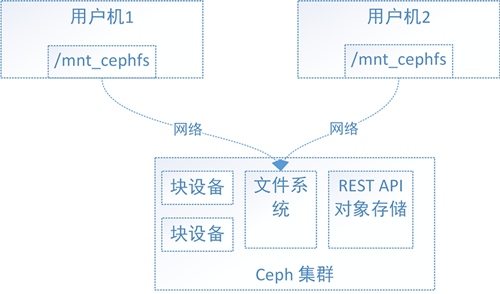 用户机1
用户机2
/mnt_cephfs
/mnt_cephfs
网络
网络
块设备
文件系
统
REST API
对象存储
块设备
Ceph 集群